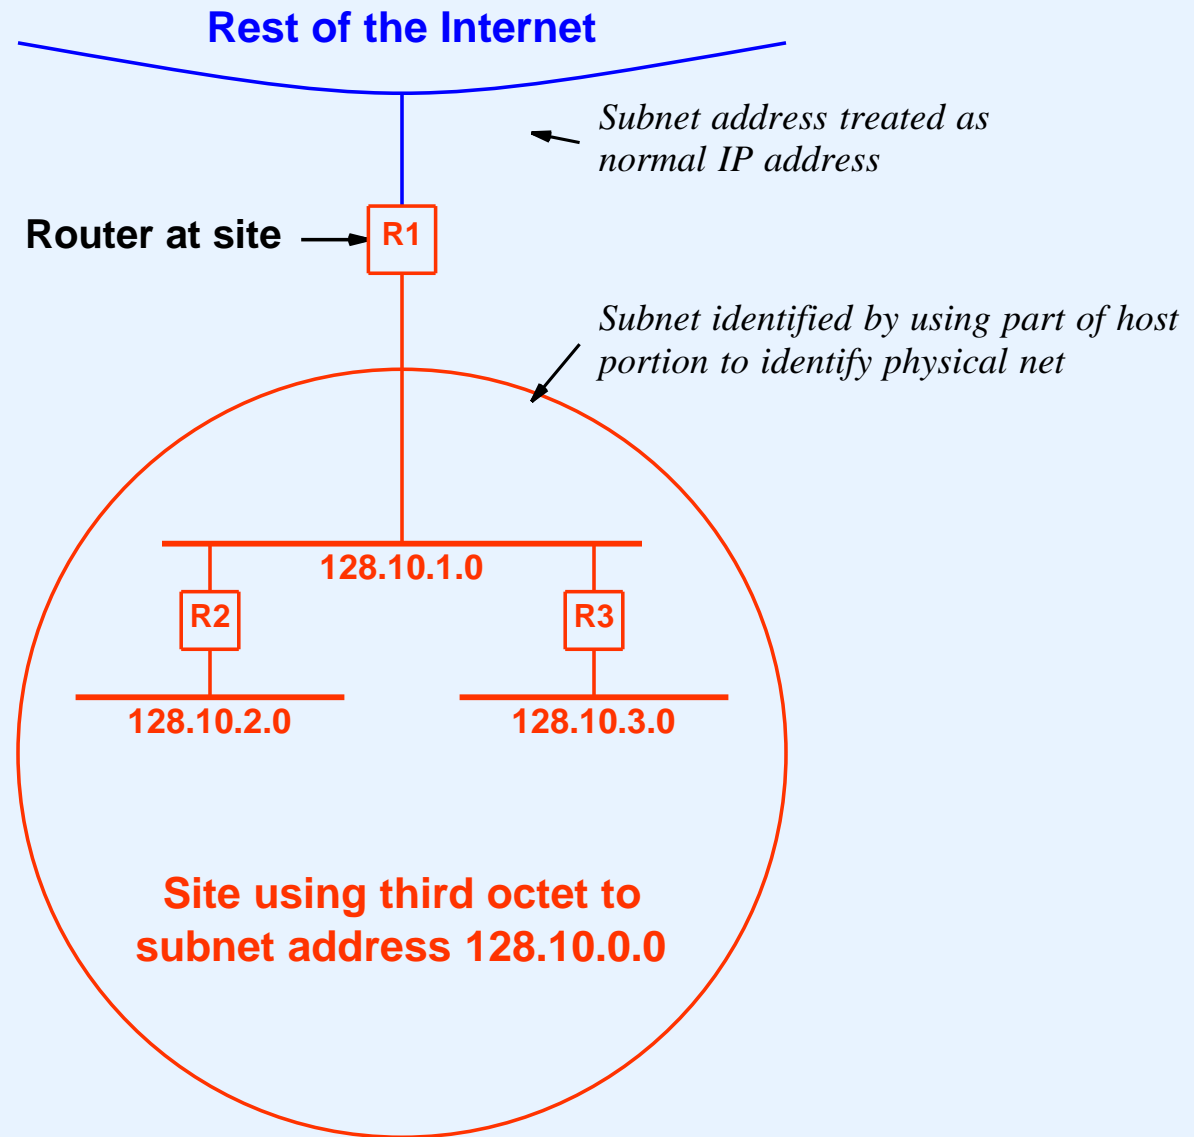 Rest of the Internet
Subnet address treated as
normal IP address
Router at site
R1
Subnet identified by using part of host
portion to identify physical net
128.10.1.0
R2
R3
128.10.2.0
128.10.3.0
Site using third octet to
subnet address 128.10.0.0